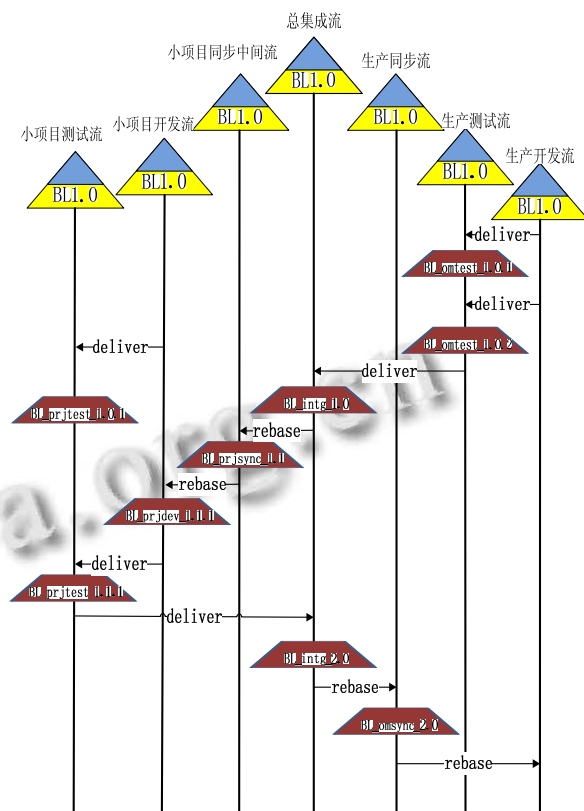 总集成流
小项目同步中间流
生产同步流
小项目开发流
生产测试流
小项目测试流
生产开发流
BL1.0
BL1.0
BL1.0
BL1.0
BL1.0
BL1.0
BL1.0
deliver
BL_omtest_1.0.1
deliver
BL_omtest_1.0.2
deliver
deliver
BL_prjtest_1.0.1
BL_intg_1.0
rebase
BL_prjsync_1.1
rebase
BL_prjdev_1.1.1
deliver
BL_prjtest_1.1.1
deliver
BL_intg_2.0
rebase
BL_omsync_2.0
rebase
a.org.cn